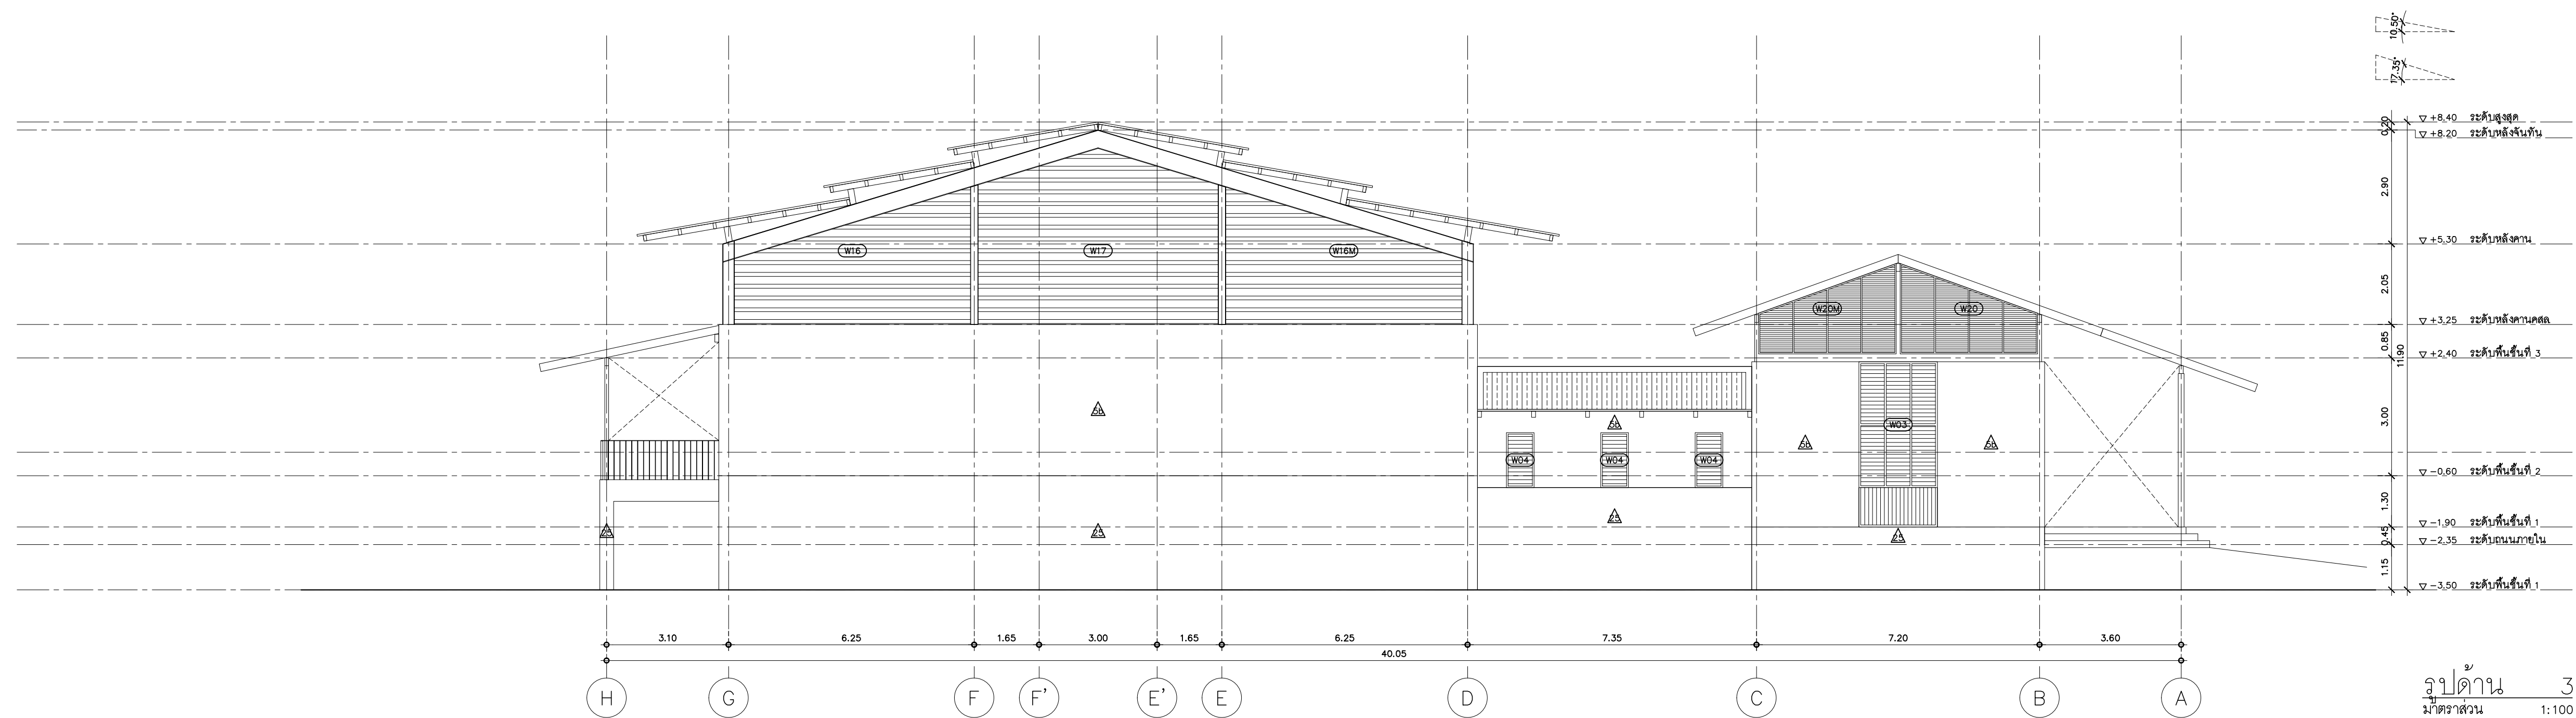 10.50°
17.35°
+8.40 ระดับสูงสุด
+8.20 ระดับหลังจันทัน
0.20
2.90
+5.30 ระดับหลังคาน
W16
W17
W16M
2.05
W20M
W20
+3.25 ระดับหลังคานคสล
0.85
11.90
+2.40 ระดับพื้นชั้นที่ 3
5b
5b
W03
3.00
5b
5b
W04
W04
W04
-0.60 ระดับพื้นชั้นที่ 2
1.30
25
25
25
25
-1.90 ระดับพื้นชั้นที่ 1
0.45
-2.35 ระดับถนนภายใน
1.15
-3.50 ระดับพื้นชั้นที่ 1
3.10
6.25
1.65
3.00
1.65
6.25
7.35
7.20
3.60
40.05
H
G
F
F'
E'
E
D
C
B
A
รูปด้าน 3
มาตราส่วน 1:100